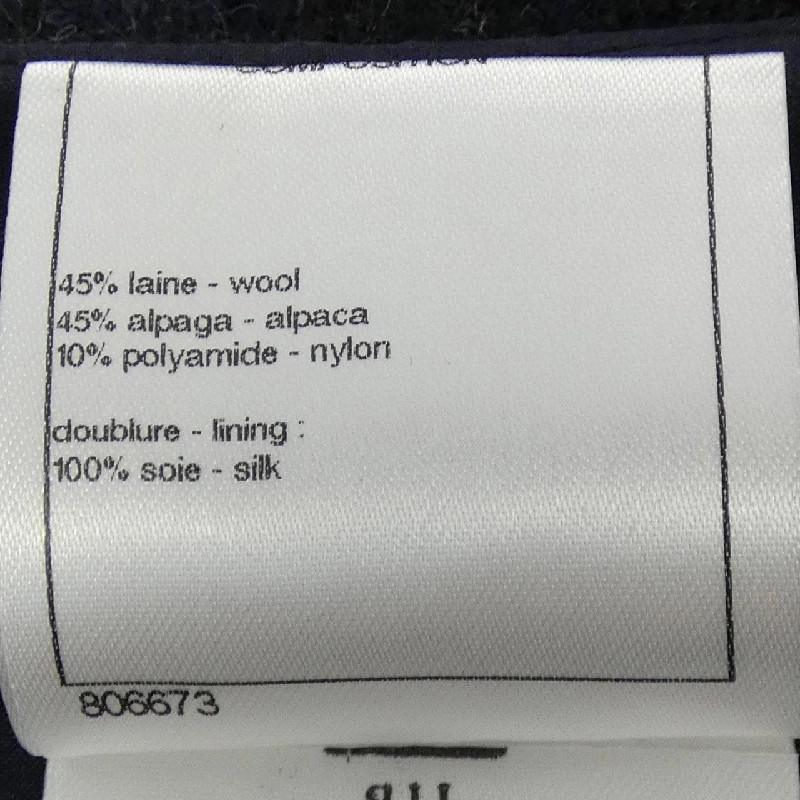 45% laine - wool
45% alpaga - alpaca
10% polyamide - nylon
doublure - lining :
100% soie - silk
806673